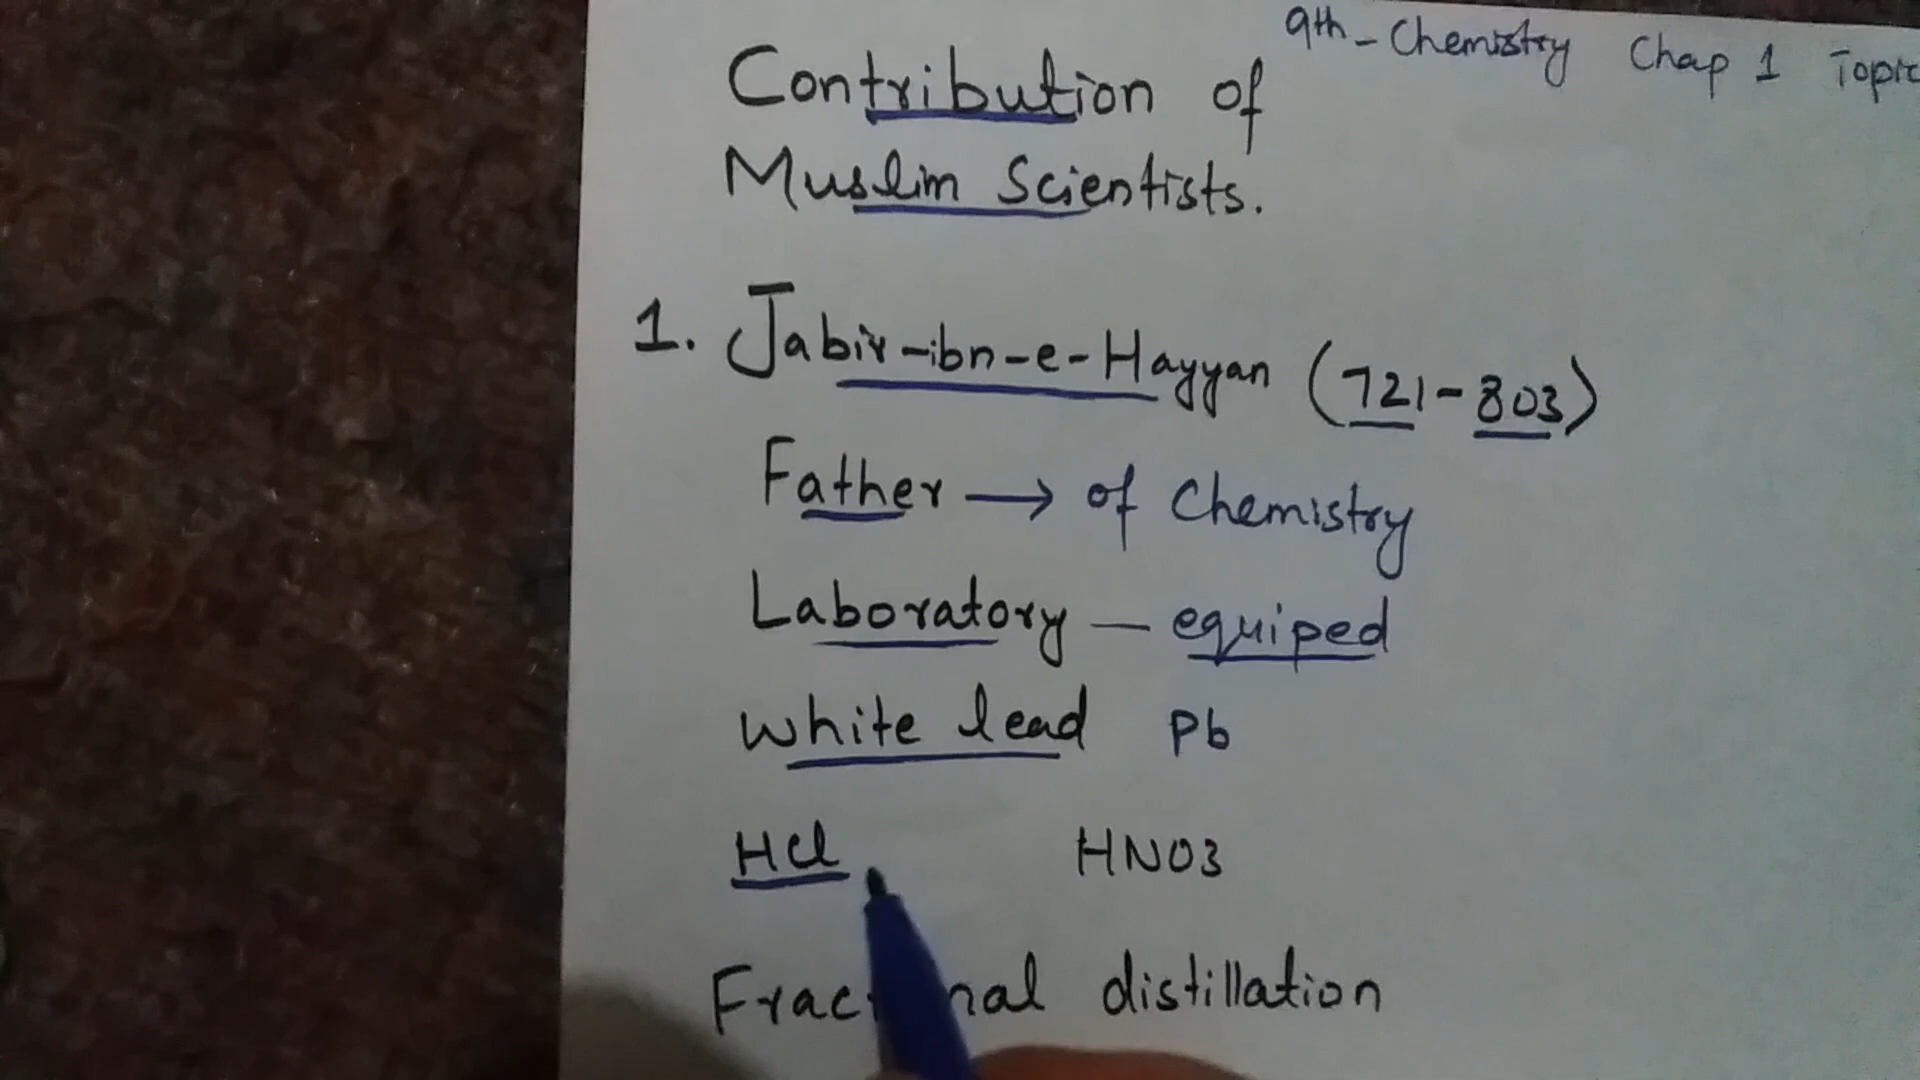 9th - Chemistry Chap 1 Topic
Contribution of
Muslim Scientists.
1. Jabir-ibn-e-Hayyan (721-803)
Father → of Chemistry
Laboratory — equiped
White lead Pb
HCl HNO3
distillation